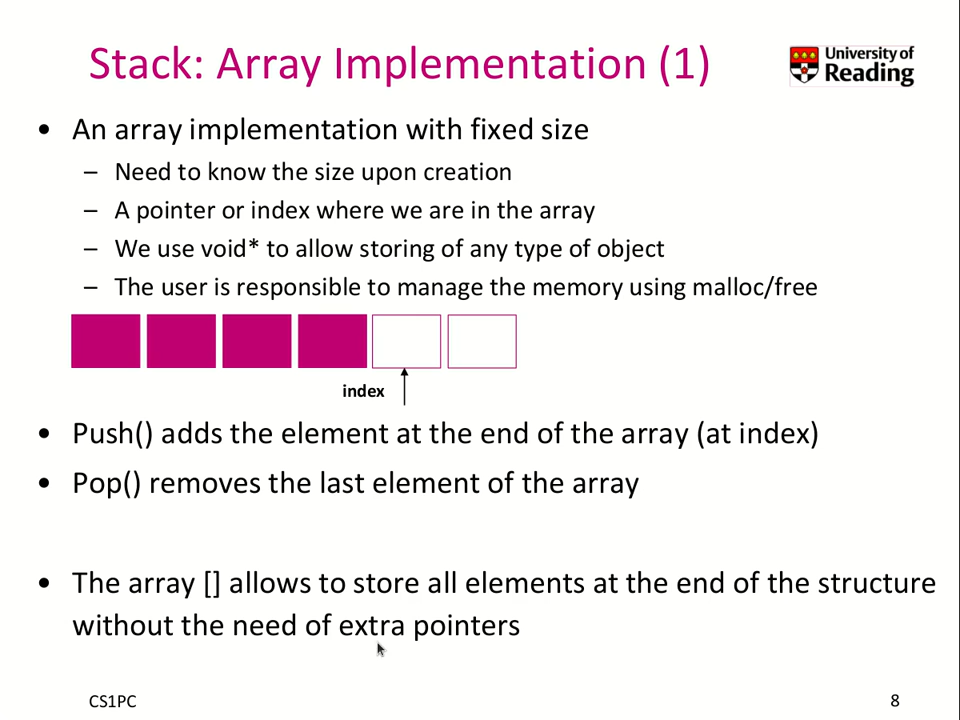 Stack: Array Implementation (1)
University of
Reading
• An array implementation with fixed size
– Need to know the size upon creation
– A pointer or index where we are in the array
– We use void* to allow storing of any type of object
– The user is responsible to manage the memory using malloc/free
index
• Push() adds the element at the end of the array (at index)
• Pop() removes the last element of the array
• The array [] allows to store all elements at the end of the structure
without the need of extra pointers
CS1PC
8